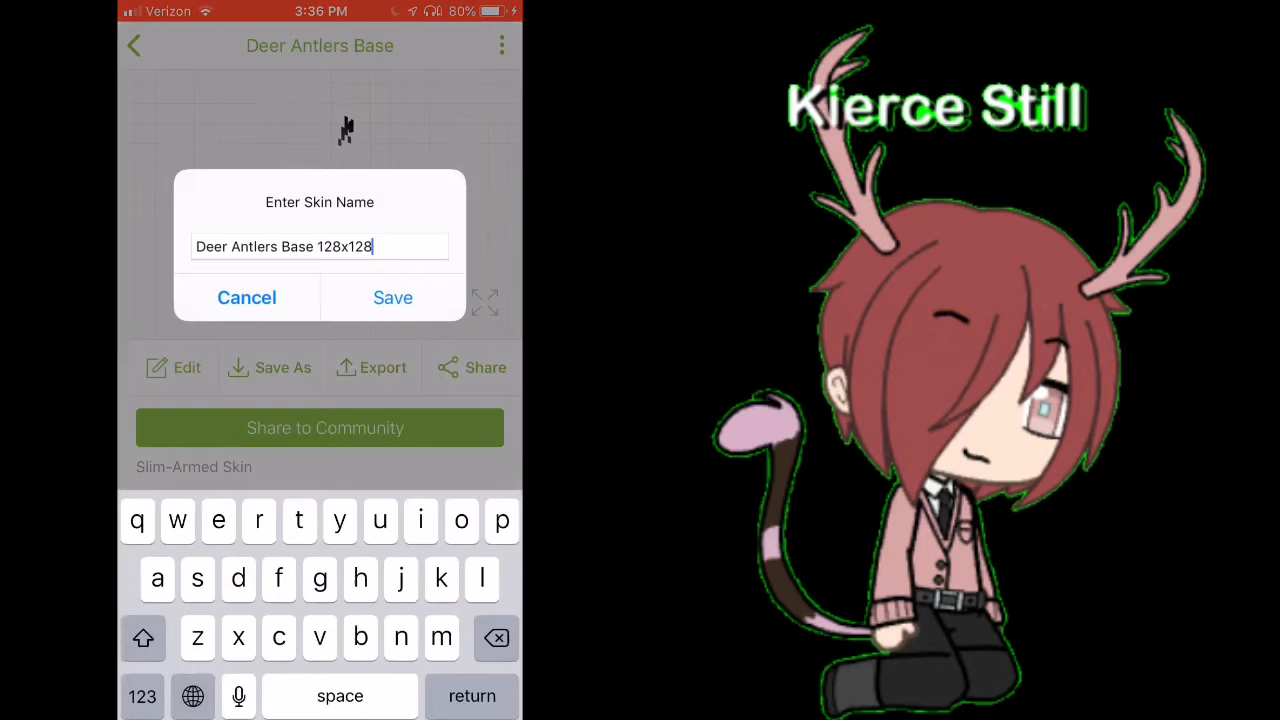 Verizon 3:36 PM 80%
Deer Antlers Base
Enter Skin Name
Deer Antlers Base 128x128
Cancel Save
Edit Save As Export Share
Share to Community
Slim-Armed Skin
q w e r t y u i o p
a s d f g h j k l
z x c v b n m
123 space return
Kierce Still